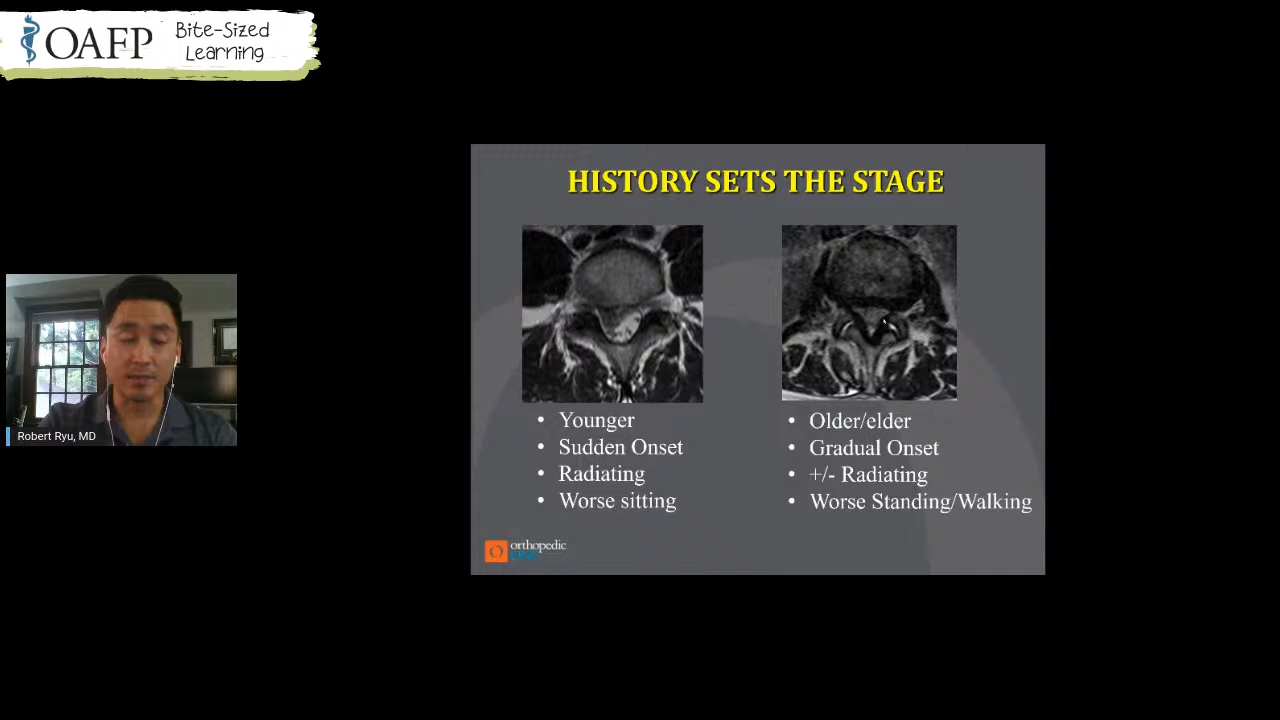 OAFP
Bite-Sized
Learning
HISTORY SETS THE STAGE
• Younger
• Sudden Onset
• Radiating
• Worse sitting
• Older/elder
• Gradual Onset
• +/- Radiating
• Worse Standing/Walking
orthopedic
Robert Ryu, MD